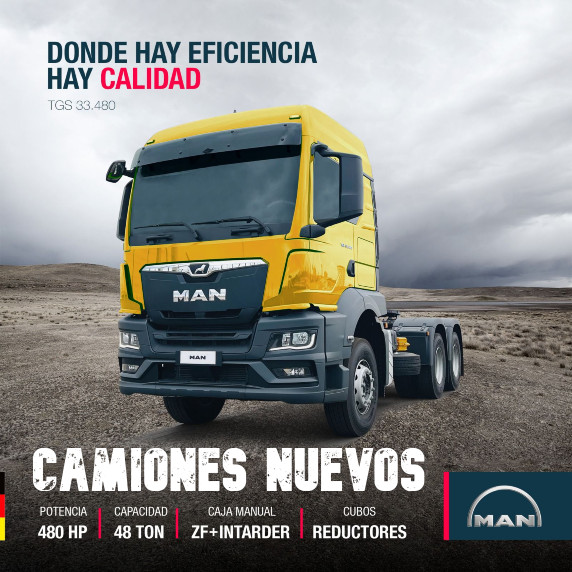 DONDE HAY EFICIENCIA
HAY CALIDAD
TGS 33.480
MAN
MAN
CAMIONES NUEVOS
POTENCIA
480 HP
CAPACIDAD
48 TON
CAJA MANUAL
ZF+INTARDER
CUBOS
REDUCTORES
MAN